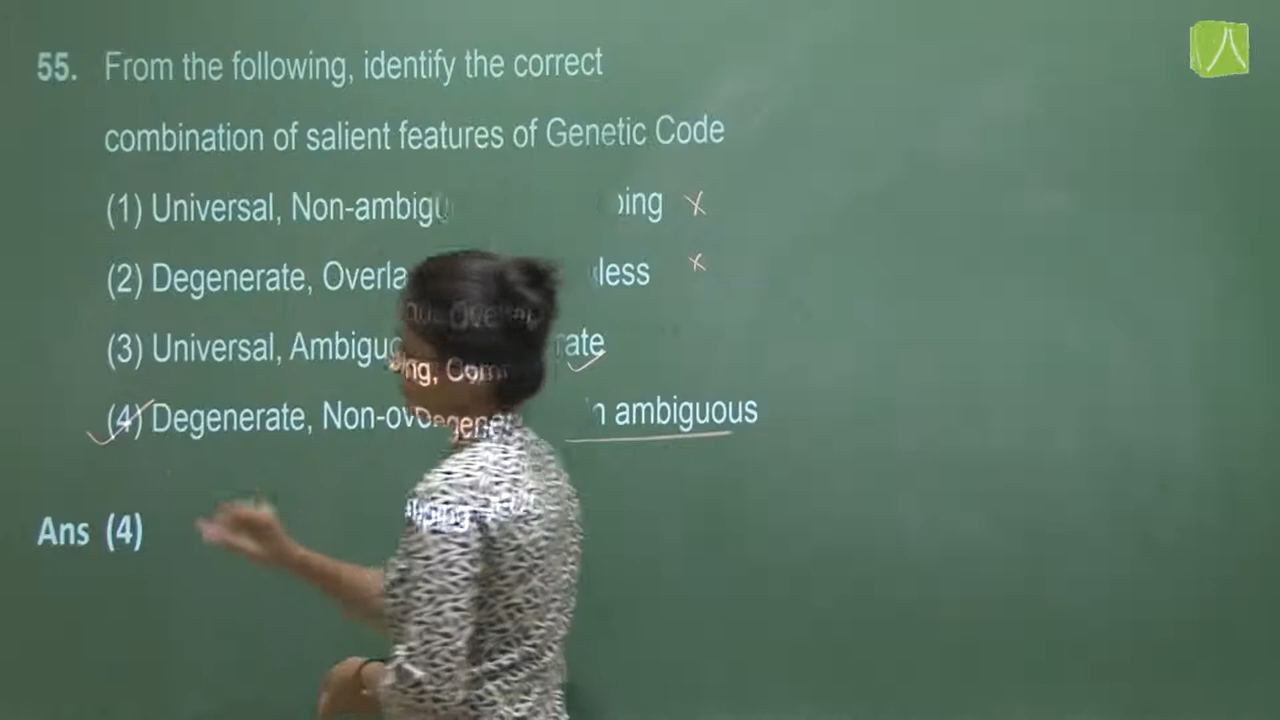 55. From the following, identify the correct
combination of salient features of Genetic Code
(1) Universal, Non-ambigu ping
(2) Degenerate, Overla less
(3) Universal, Ambiguo rate
(4) Degenerate, Non-ov n ambiguous
Ans (4)